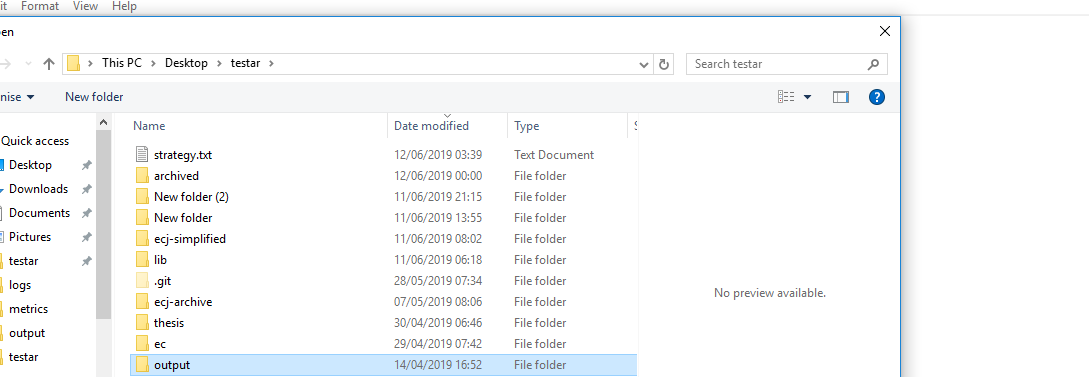 it Format View Help
en
This PC Desktop testar Search testar
nise New folder
Name Date modified Type S
Quick access
Desktop
Downloads
Documents
Pictures
testar
logs
metrics
output
testar
strategy.txt 12/06/2019 03:39 Text Document
archived 12/06/2019 00:00 File folder
New folder (2) 11/06/2019 21:15 File folder
New folder 11/06/2019 13:55 File folder
ecj-simplified 11/06/2019 08:02 File folder
lib 11/06/2019 06:18 File folder
.git 28/05/2019 07:34 File folder
ecj-archive 07/05/2019 08:06 File folder
thesis 30/04/2019 06:46 File folder
ec 29/04/2019 07:42 File folder
output 14/04/2019 16:52 File folder
No preview available.